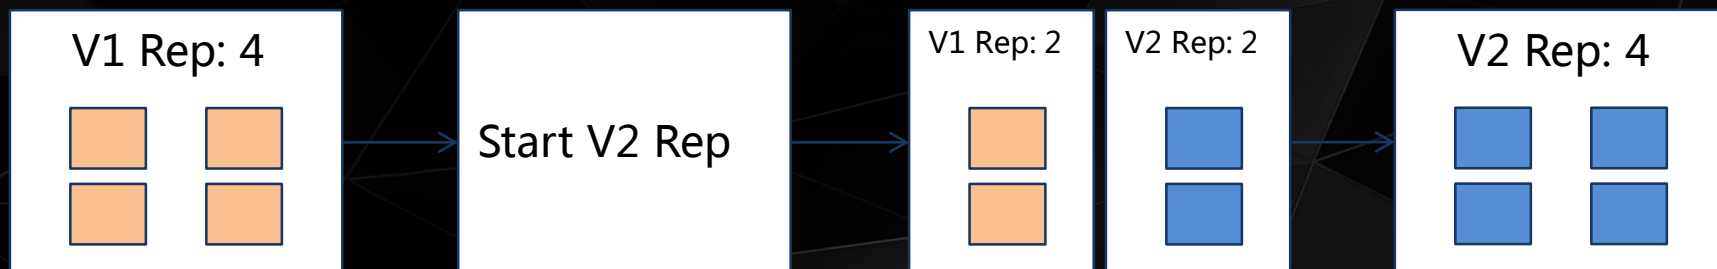 V1 Rep: 4
Start V2 Rep
V1 Rep: 2
V2 Rep: 2
V2 Rep: 4